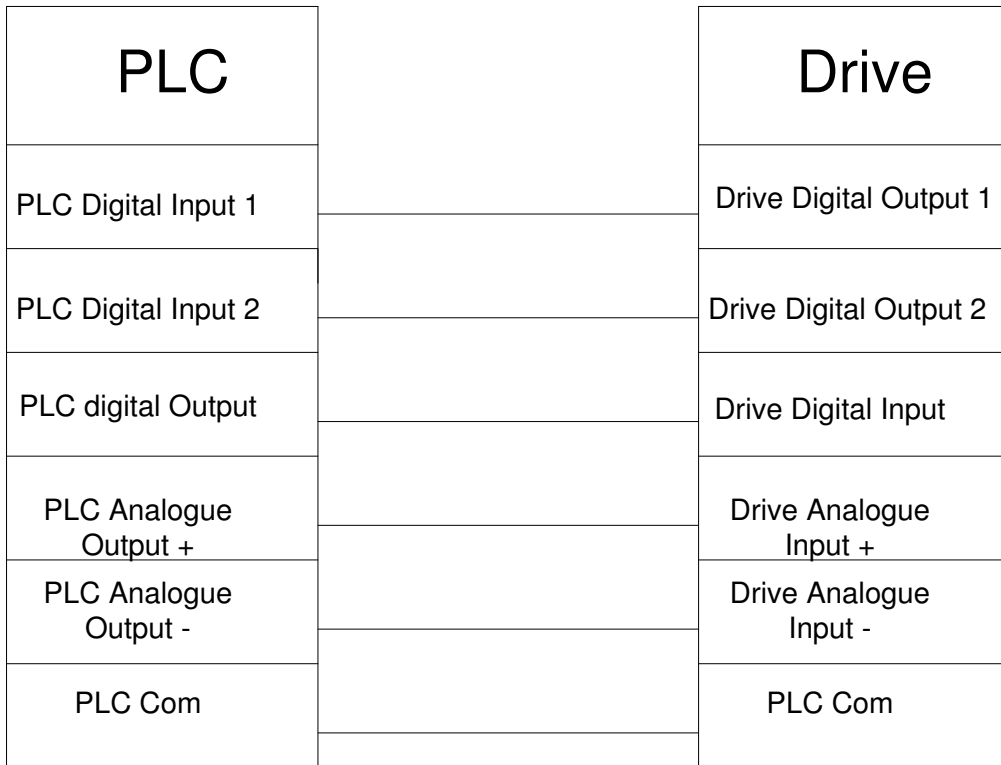 PLC
Drive
PLC Digital Input 1
Drive Digital Output 1
PLC Digital Input 2
Drive Digital Output 2
PLC digital Output
Drive Digital Input
PLC Analogue
Output +
Drive Analogue
Input +
PLC Analogue
Output -
Drive Analogue
Input -
PLC Com
PLC Com